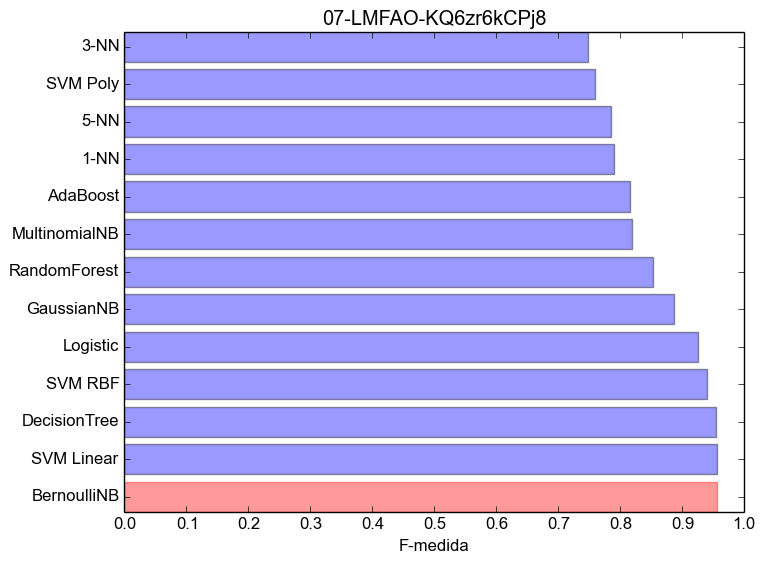 07-LMFAO-KQ6zr6kCPj8
3-NN
SVM Poly
5-NN
1-NN
AdaBoost
MultinomialNB
RandomForest
GaussianNB
Logistic
SVM RBF
DecisionTree
SVM Linear
BernoulliNB
0.0 0.1 0.2 0.3 0.4 0.5 0.6 0.7 0.8 0.9 1.0
F-medida